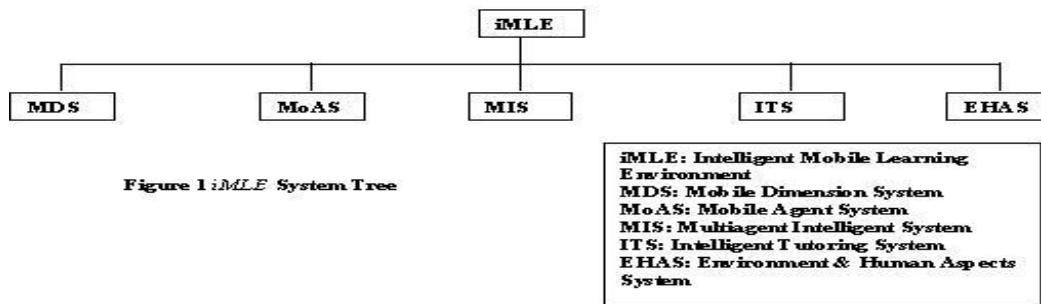 iMLE
MDS MoAS MIS ITS EHAS
Figure 1 iMLE System Tree
iMLE: Intelligent Mobile Learning
Environment
MDS: Mobile Dimension System
MoAS: Mobile Agent System
MIS: Multiagent Intelligent System
ITS: Intelligent Tutoring System
EHAS: Environment & Human Aspects
System